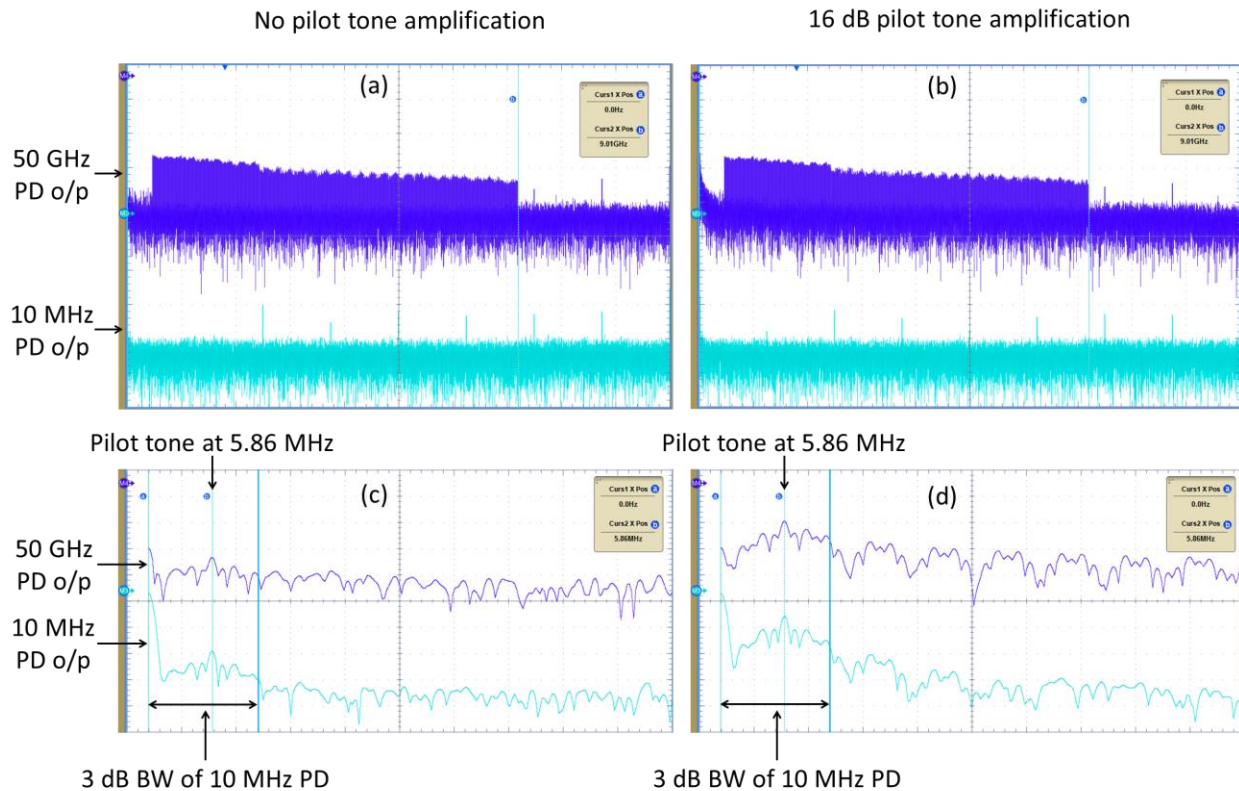 No pilot tone amplification
16 dB pilot tone amplification
(a)
(b)
Curs1 X Pos a
0.0Hz
Curs2 X Pos b
9.01GHz
Curs1 X Pos a
0.0Hz
Curs2 X Pos b
9.01GHz
b
b
50 GHz
PD o/p
10 MHz
PD o/p
Pilot tone at 5.86 MHz
Pilot tone at 5.86 MHz
(c)
(d)
Curs1 X Pos a
0.0Hz
Curs2 X Pos b
5.86MHz
Curs1 X Pos a
0.0Hz
Curs2 X Pos b
5.86MHz
a b
a b
50 GHz
PD o/p
10 MHz
PD o/p
3 dB BW of 10 MHz PD
3 dB BW of 10 MHz PD